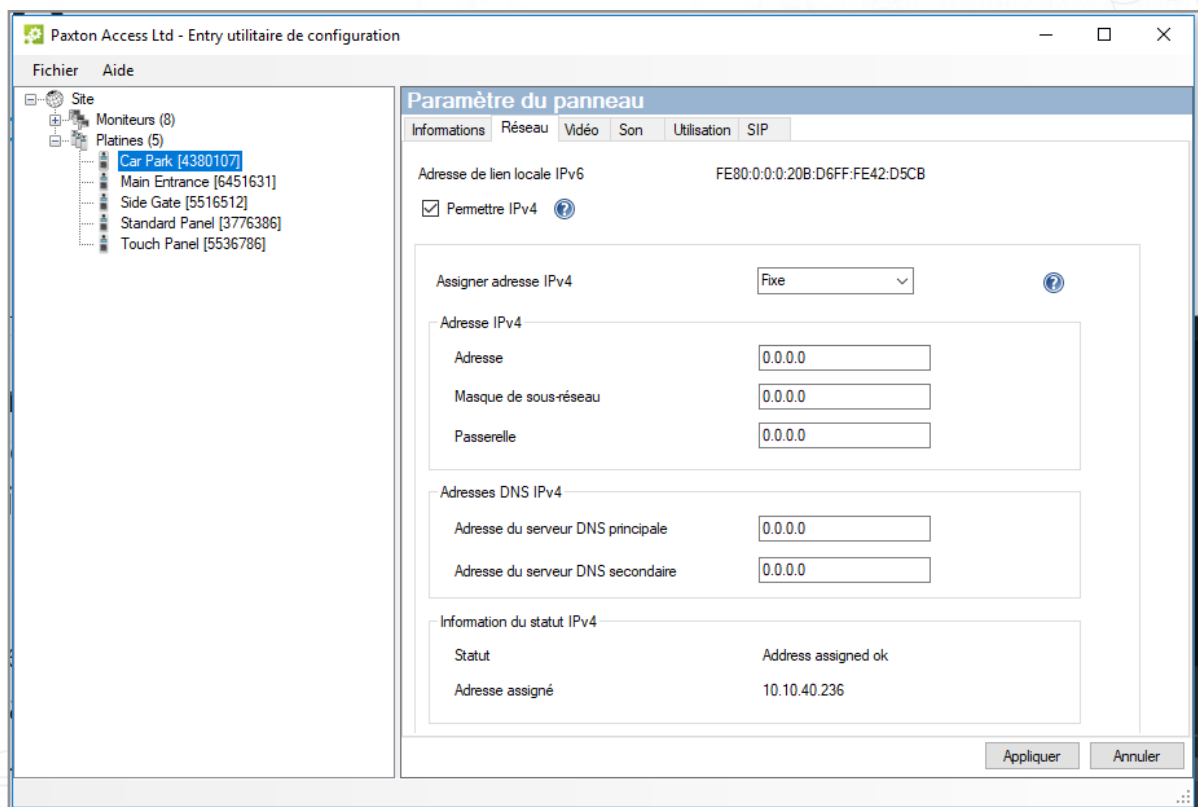 Paxton Access Ltd - Entry utilitaire de configuration
Fichier Aide
Site
Moniteurs (8)
Platines (5)
Car Park [4380107]
Main Entrance [6451631]
Side Gate [5516512]
Standard Panel [3776386]
Touch Panel [5536786]
Paramètre du panneau
Informations Réseau Vidéo Son Utilisation SIP
Adresse de lien locale IPv6 FE80:0:0:0:20B:D6FF:FE42:D5CB
Permettre IPv4
Assigner adresse IPv4 Fixe
Adresse IPv4
Adresse 0.0.0.0
Masque de sous-réseau 0.0.0.0
Passerelle 0.0.0.0
Adresses DNS IPv4
Adresse du serveur DNS principale 0.0.0.0
Adresse du serveur DNS secondaire 0.0.0.0
Information du statut IPv4
Statut Address assigned ok
Adresse assigné 10.10.40.236
Appliquer Annuler